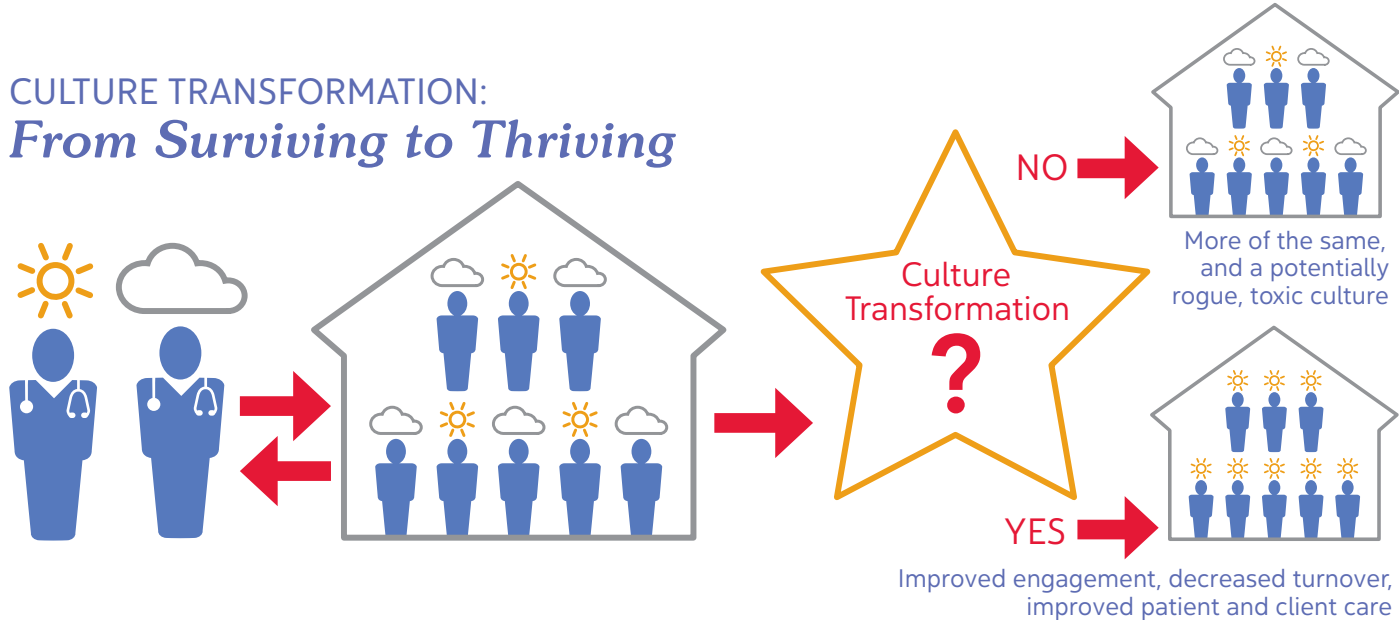 CULTURE TRANSFORMATION:
From Surviving to Thriving
Culture
Transformation
?
NO
More of the same,
and a potentially
rogue, toxic culture
YES
Improved engagement, decreased turnover,
improved patient and client care